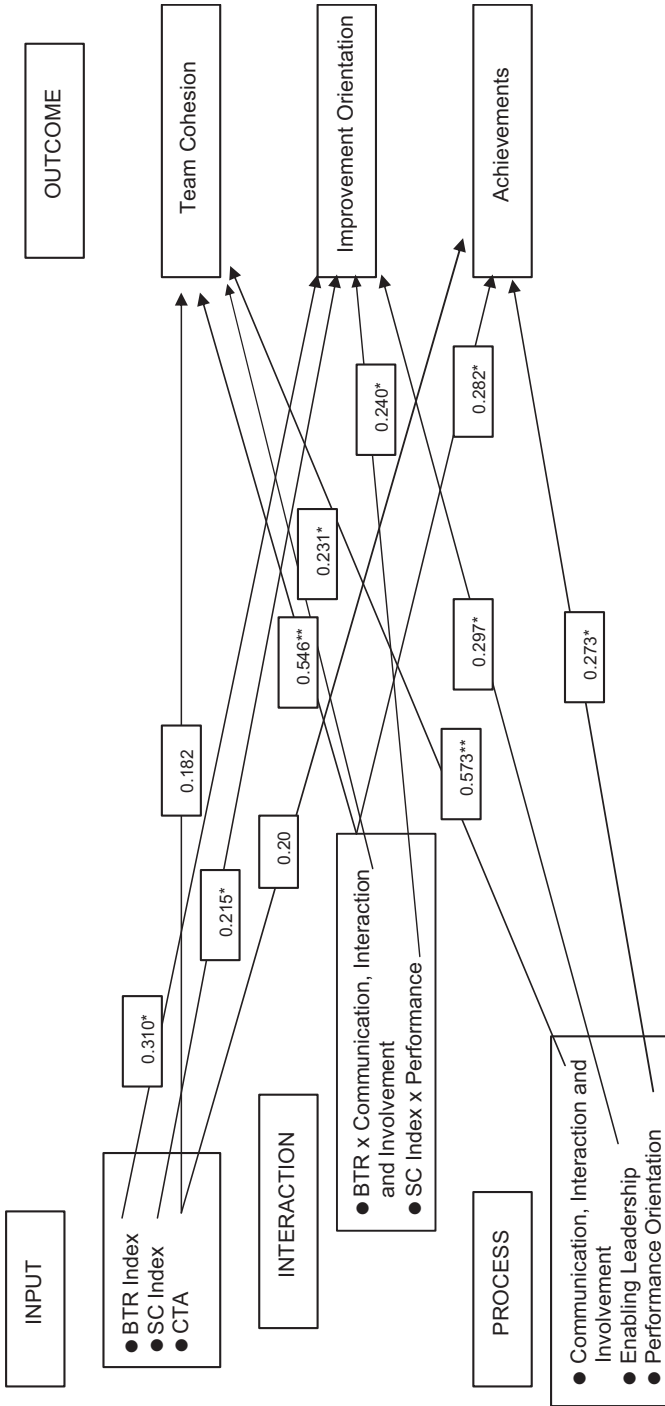 INPUT
● BTR Index
● SC Index
● CTA
INTERACTION
● BTR x Communication, Interaction
and Involvement
● SC Index x Performance
PROCESS
● Communication, Interaction and
Involvement
● Enabling Leadership
● Performance Orientation
0.310*
0.215*
0.182
0.20
0.546**
0.231*
0.240*
0.573**
0.297*
0.282*
0.273*
OUTCOME
Team Cohesion
Improvement Orientation
Achievements